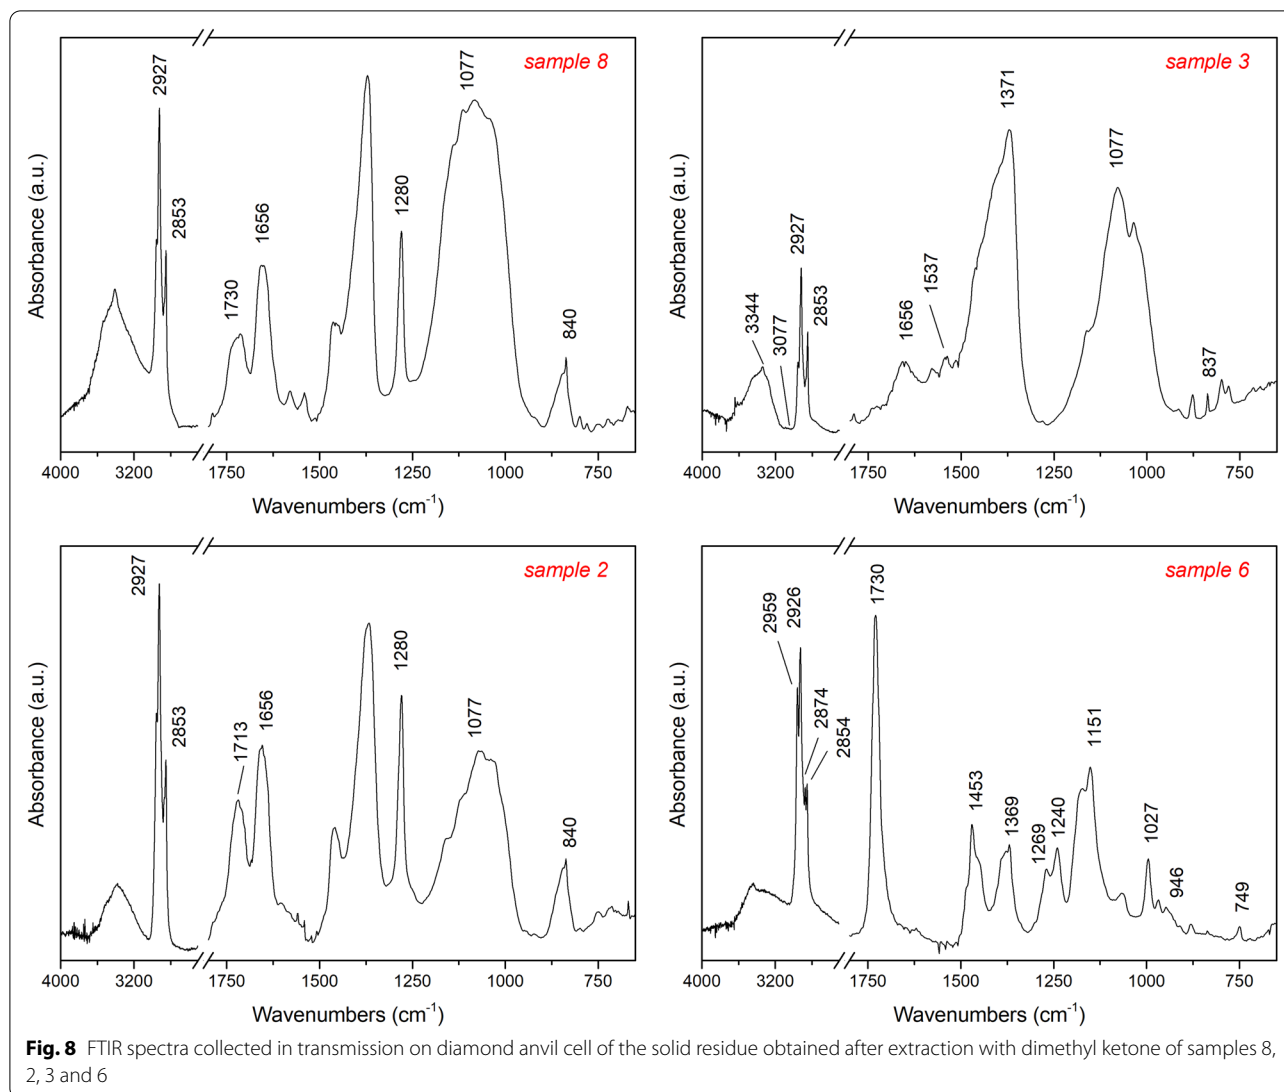 sample 8
2927
2853
1730
1656
1280
1077
840
Absorbance (a.u.)
4000 3200 1750 1500 1250 1000 750
Wavenumbers (cm-1)
sample 3
3344
3077
2927
2853
1656
1537
1371
1077
837
Absorbance (a.u.)
4000 3200 1750 1500 1250 1000 750
Wavenumbers (cm-1)
sample 2
2927
2853
1713
1656
1280
1077
840
Absorbance (a.u.)
4000 3200 1750 1500 1250 1000 750
Wavenumbers (cm-1)
sample 6
2959
2926
2874
2854
1730
1453
1369
1269
1240
1151
1027
946
749
Absorbance (a.u.)
4000 3200 1750 1500 1250 1000 750
Wavenumbers (cm-1)
Fig. 8 FTIR spectra collected in transmission on diamond anvil cell of the solid residue obtained after extraction with dimethyl ketone of samples 8,
2, 3 and 6